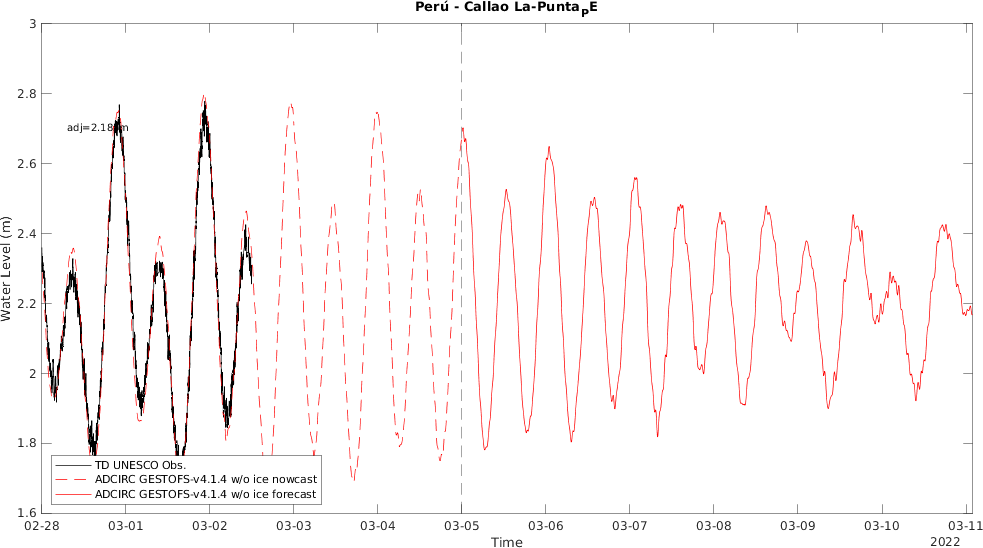 Perú - Callao La-PuntaPE
3
2.8
2.6
2.4
2.2
2
1.8
1.6
Water Level (m)
adj=2.18 m
TD UNESCO Obs.
ADCIRC GESTOFS-v4.1.4 w/o ice nowcast
ADCIRC GESTOFS-v4.1.4 w/o ice forecast
02-28 03-01 03-02 03-03 03-04 03-05 03-06 03-07 03-08 03-09 03-10 03-11
Time
2022